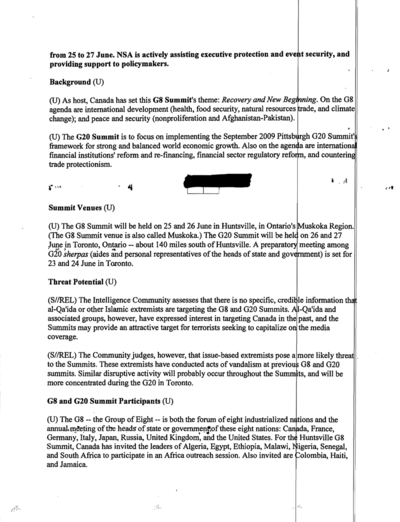 from 25 to 27 June. NSA is actively assisting executive protection and event security, and
providing support to policymakers.
Background (U)
(U) As host, Canada has set this G8 Summit's theme: Recovery and New Beginning. On the G8
agenda are international development (health, food security, natural resources trade, and climate
change); and peace and security (nonproliferation and Afghanistan-Pakistan).
(U) The G20 Summit is to focus on implementing the September 2009 Pittsburgh G20 Summit's
framework for strong and balanced world economic growth. Also on the agenda are international
financial institutions' reform and re-financing, financial sector regulatory reform, and countering
trade protectionism.
Summit Venues (U)
(U) The G8 Summit will be held on 25 and 26 June in Huntsville, in Ontario's Muskoka Region.
(The G8 Summit venue is also called Muskoka.) The G20 Summit will be held on 26 and 27
June in Toronto, Ontario -- about 140 miles south of Huntsville. A preparatory meeting among
G20 sherpas (aides and personal representatives of the heads of state and government) is set for
23 and 24 June in Toronto.
Threat Potential (U)
(S//REL) The Intelligence Community assesses that there is no specific, credible information that
al-Qa'ida or other Islamic extremists are targeting the G8 and G20 Summits. Al-Qa'ida and
associated groups, however, have expressed interest in targeting Canada in the past, and the
Summits may provide an attractive target for terrorists seeking to capitalize on the media
coverage.
(S//REL) The Community judges, however, that issue-based extremists pose a more likely threat
to the Summits. These extremists have conducted acts of vandalism at previous G8 and G20
summits. Similar disruptive activity will probably occur throughout the Summits, and will be
more concentrated during the G20 in Toronto.
G8 and G20 Summit Participants (U)
(U) The G8 -- the Group of Eight -- is both the forum of eight industrialized nations and the
annual meeting of the heads of state or government of these eight nations: Canada, France,
Germany, Italy, Japan, Russia, United Kingdom, and the United States. For the Huntsville G8
Summit, Canada has invited the leaders of Algeria, Egypt, Ethiopia, Malawi, Nigeria, Senegal,
and South Africa to participate in an Africa outreach session. Also invited are Colombia, Haiti,
and Jamaica.